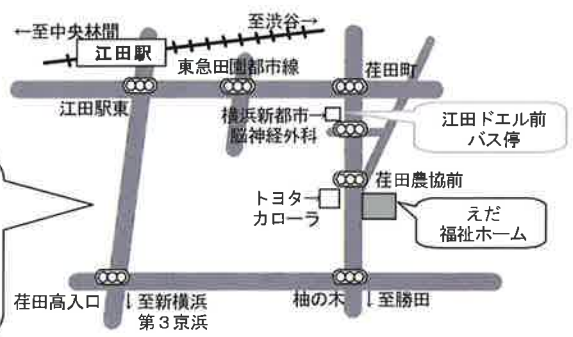 至渋谷→
←至中央林間
江田駅
東急田園都市線
荏田町
江田駅東
横浜新都市→
脳神経外科
江田ドエル前
バス停
荏田農協前
トヨタ
カローラ
えだ
福祉ホーム
荏田高入口
↓至新横浜
第3京浜
柚の木
↓至勝田